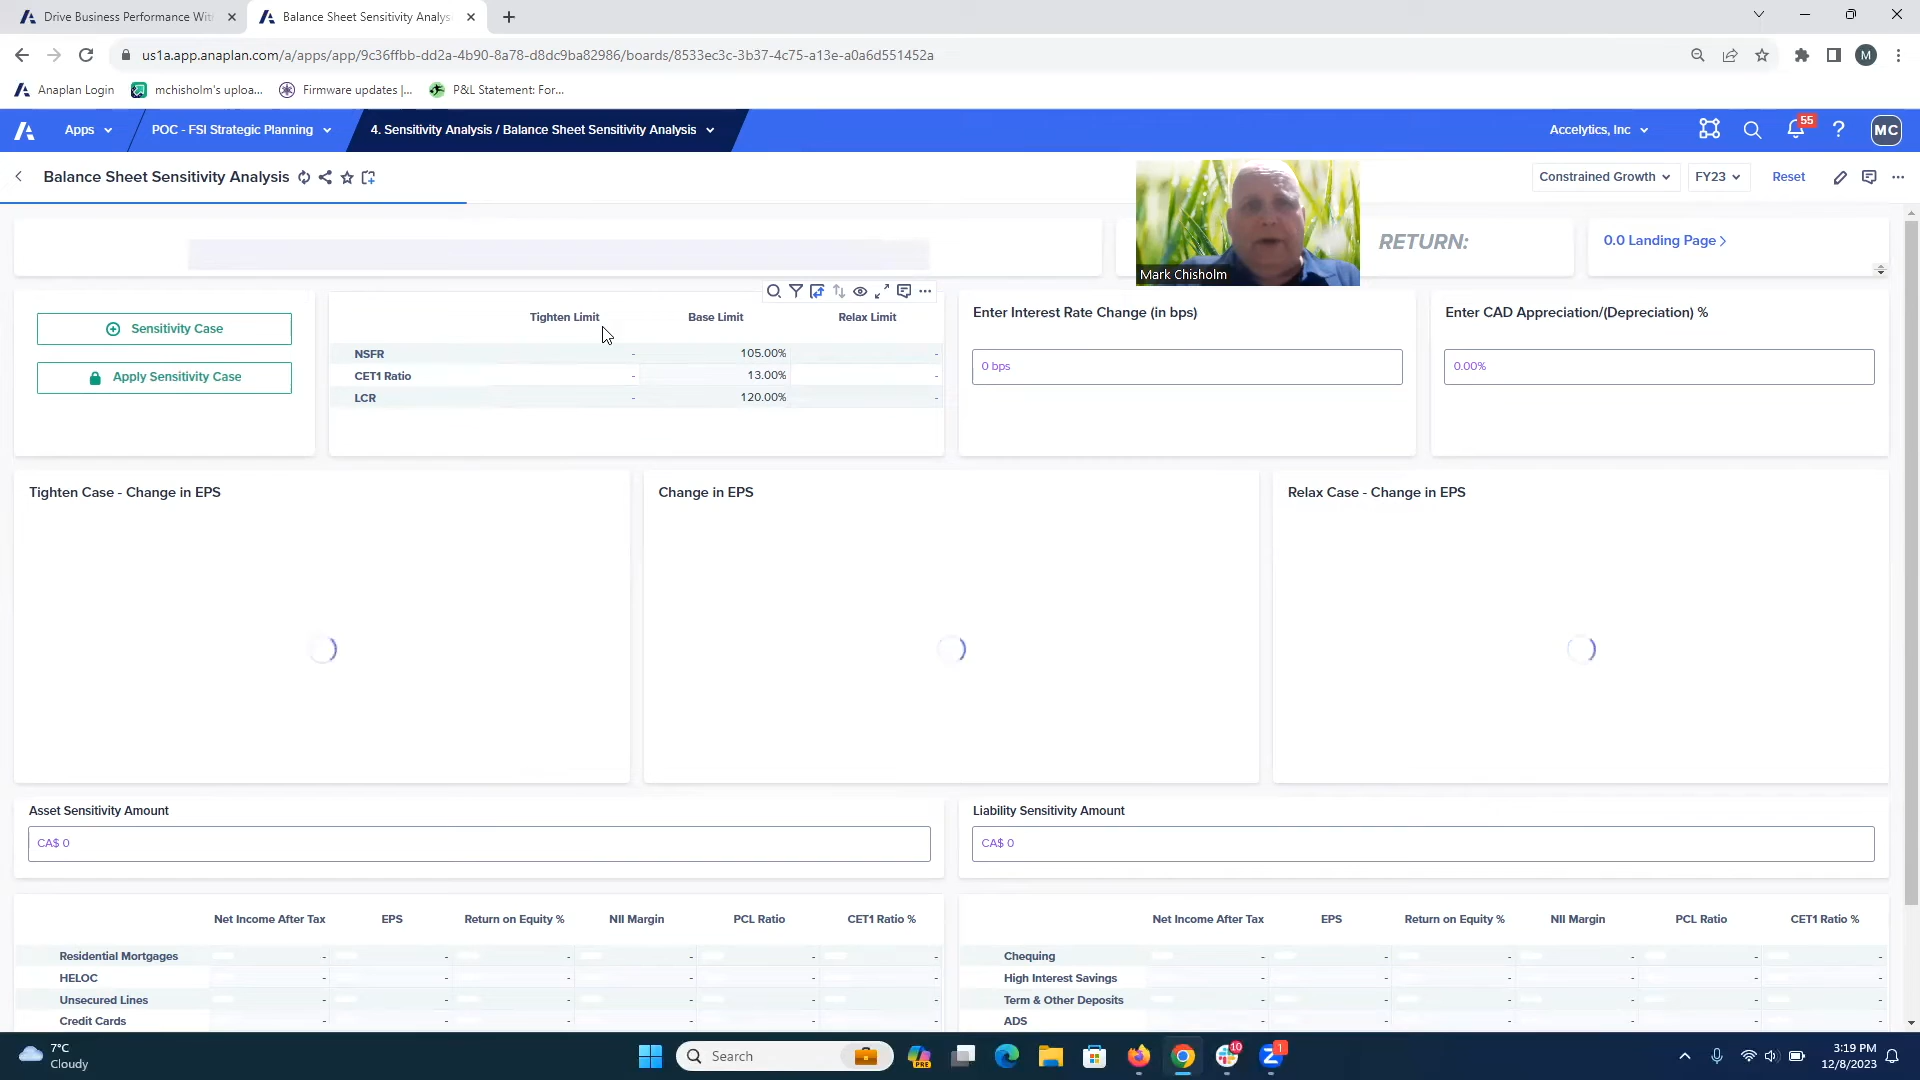 Drive Business Performance With
Balance Sheet Sensitivity Analys
us1a.app.anaplan.com/a/apps/app/9c36ffbb-dd2a-4b90-8a78-d8dc9ba82986/boards/8533ec3c-3b37-4c75-a13e-a0a6d551452a
M
Anaplan Login
mchisholm's uploa...
Firmware updates |...
P&L Statement: For...
Apps
POC - FSI Strategic Planning
4. Sensitivity Analysis / Balance Sheet Sensitivity Analysis
Accelytics, Inc
55
?
MC
Balance Sheet Sensitivity Analysis
Constrained Growth
FY23
Reset
Mark Chisholm
RETURN:
0.0 Landing Page >
Sensitivity Case
Apply Sensitivity Case
Tighten Limit Base Limit Relax Limit
NSFR - 105.00% -
CET1 Ratio - 13.00% -
LCR - 120.00% -
Enter Interest Rate Change (in bps)
0 bps
Enter CAD Appreciation/(Depreciation) %
0.00%
Tighten Case - Change in EPS
Change in EPS
Relax Case - Change in EPS
Asset Sensitivity Amount
CA$ 0
Liability Sensitivity Amount
CA$ 0
Net Income After Tax EPS Return on Equity % NII Margin PCL Ratio CET1 Ratio %
Residential Mortgages - - - - - -
HELOC - - - - - -
Unsecured Lines - - - - - -
Credit Cards - - - - - -
Net Income After Tax EPS Return on Equity % NII Margin PCL Ratio CET1 Ratio %
Chequing - - - - - -
High Interest Savings - - - - - -
Term & Other Deposits - - - - - -
ADS - - - - - -
7°C
Cloudy
Search
PRE
10
1
3:19 PM
12/8/2023